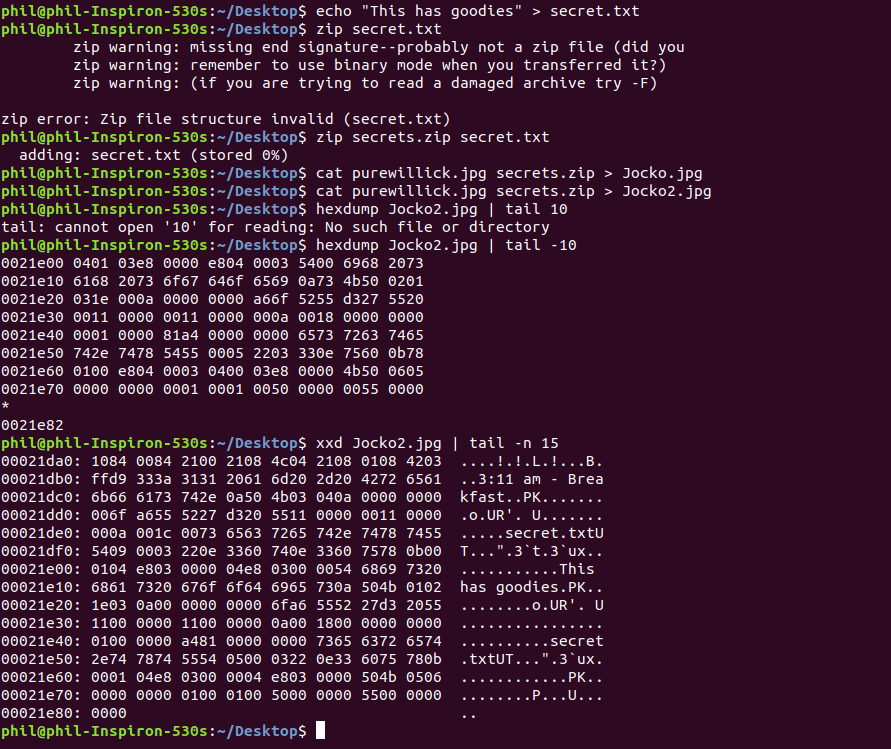 phil@phil-Inspiron-530s:~/Desktop$ echo "This has goodies" > secret.txt
phil@phil-Inspiron-530s:~/Desktop$ zip secret.txt
        zip warning: missing end signature--probably not a zip file (did you
        zip warning: remember to use binary mode when you transferred it?)
        zip warning: (if you are trying to read a damaged archive try -F)

zip error: Zip file structure invalid (secret.txt)
phil@phil-Inspiron-530s:~/Desktop$ zip secrets.zip secret.txt
  adding: secret.txt (stored 0%)
phil@phil-Inspiron-530s:~/Desktop$ cat purewillick.jpg secrets.zip > Jocko.jpg
phil@phil-Inspiron-530s:~/Desktop$ cat purewillick.jpg secrets.zip > Jocko2.jpg
phil@phil-Inspiron-530s:~/Desktop$ hexdump Jocko2.jpg | tail 10
tail: cannot open '10' for reading: No such file or directory
phil@phil-Inspiron-530s:~/Desktop$ hexdump Jocko2.jpg | tail -10
0021e00 0401 03e8 0000 e804 0003 5400 6968 2073
0021e10 6168 2073 6f67 646f 6569 0a73 4b50 0201
0021e20 031e 000a 0000 0000 a66f 5255 d327 5520
0021e30 0011 0000 0011 0000 000a 0018 0000 0000
0021e40 0001 0000 81a4 0000 0000 6573 7263 7465
0021e50 742e 7478 5455 0005 2203 330e 7560 0b78
0021e60 0100 e804 0003 0400 03e8 0000 4b50 0605
0021e70 0000 0000 0001 0001 0050 0000 0055 0000
*
0021e82
phil@phil-Inspiron-530s:~/Desktop$ xxd Jocko2.jpg | tail -n 15
00021da0: 1084 0084 2100 2108 4c04 2108 0108 4203  ....!.!.L.!...B.
00021db0: ffd9 333a 3131 2061 6d20 2d20 4272 6561  ..3:11 am - Brea
00021dc0: 6b66 6173 742e 0a50 4b03 040a 0000 0000  kfast..PK.......
00021dd0: 006f a655 5227 d320 5511 0000 0011 0000  .o.UR'. U.......
00021de0: 000a 001c 0073 6563 7265 742e 7478 7455  .....secret.txtU
00021df0: 5409 0003 220e 3360 740e 3360 7578 0b00  T...".3`t.3`ux..
00021e00: 0104 e803 0000 04e8 0300 0054 6869 7320  ...........This 
00021e10: 6861 7320 676f 6f64 6965 730a 504b 0102  has goodies.PK..
00021e20: 1e03 0a00 0000 0000 6fa6 5552 27d3 2055  ........o.UR'. U
00021e30: 1100 0000 1100 0000 0a00 1800 0000 0000  ................
00021e40: 0100 0000 a481 0000 0000 7365 6372 6574  ..........secret
00021e50: 2e74 7874 5554 0500 0322 0e33 6075 780b  .txtUT...".3`ux.
00021e60: 0001 04e8 0300 0004 e803 0000 504b 0506  ............PK..
00021e70: 0000 0000 0100 0100 5000 0000 5500 0000  ........P...U...
00021e80: 0000                                     ..
phil@phil-Inspiron-530s:~/Desktop$